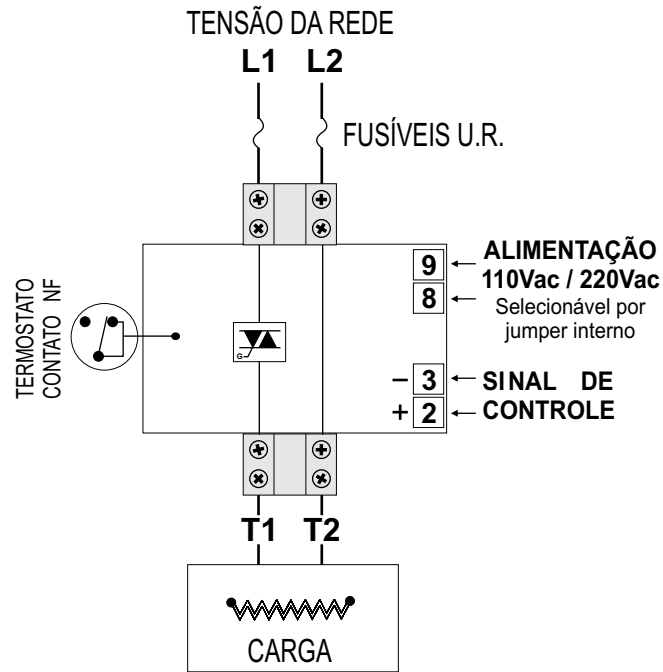 TENSÃO DA REDE
L1 L2
FUSÍVEIS U.R.
TERMOSTATO
CONTATO NF
G
9
8
ALIMENTAÇÃO
110Vac / 220Vac
Selecionável por
jumper interno
− 3
+ 2
SINAL DE
CONTROLE
T1 T2
CARGA